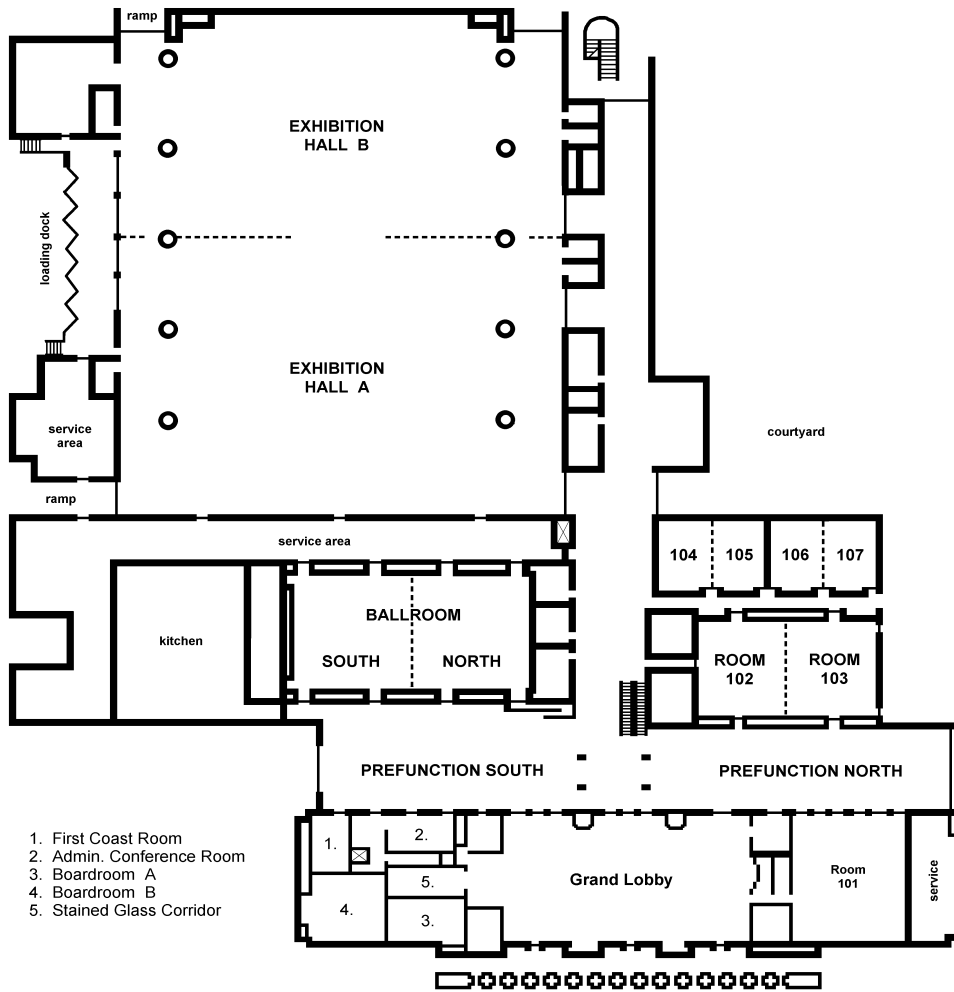 ramp
EXHIBITION
HALL B
loading dock
EXHIBITION
HALL A
service
area
courtyard
ramp
service area
104
105
106
107
BALLROOM
kitchen
SOUTH
NORTH
ROOM
102
ROOM
103
PREFUNCTION SOUTH
PREFUNCTION NORTH
1. First Coast Room
2. Admin. Conference Room
3. Boardroom A
4. Boardroom B
5. Stained Glass Corridor
1.
2.
5.
4.
3.
Grand Lobby
Room
101
service